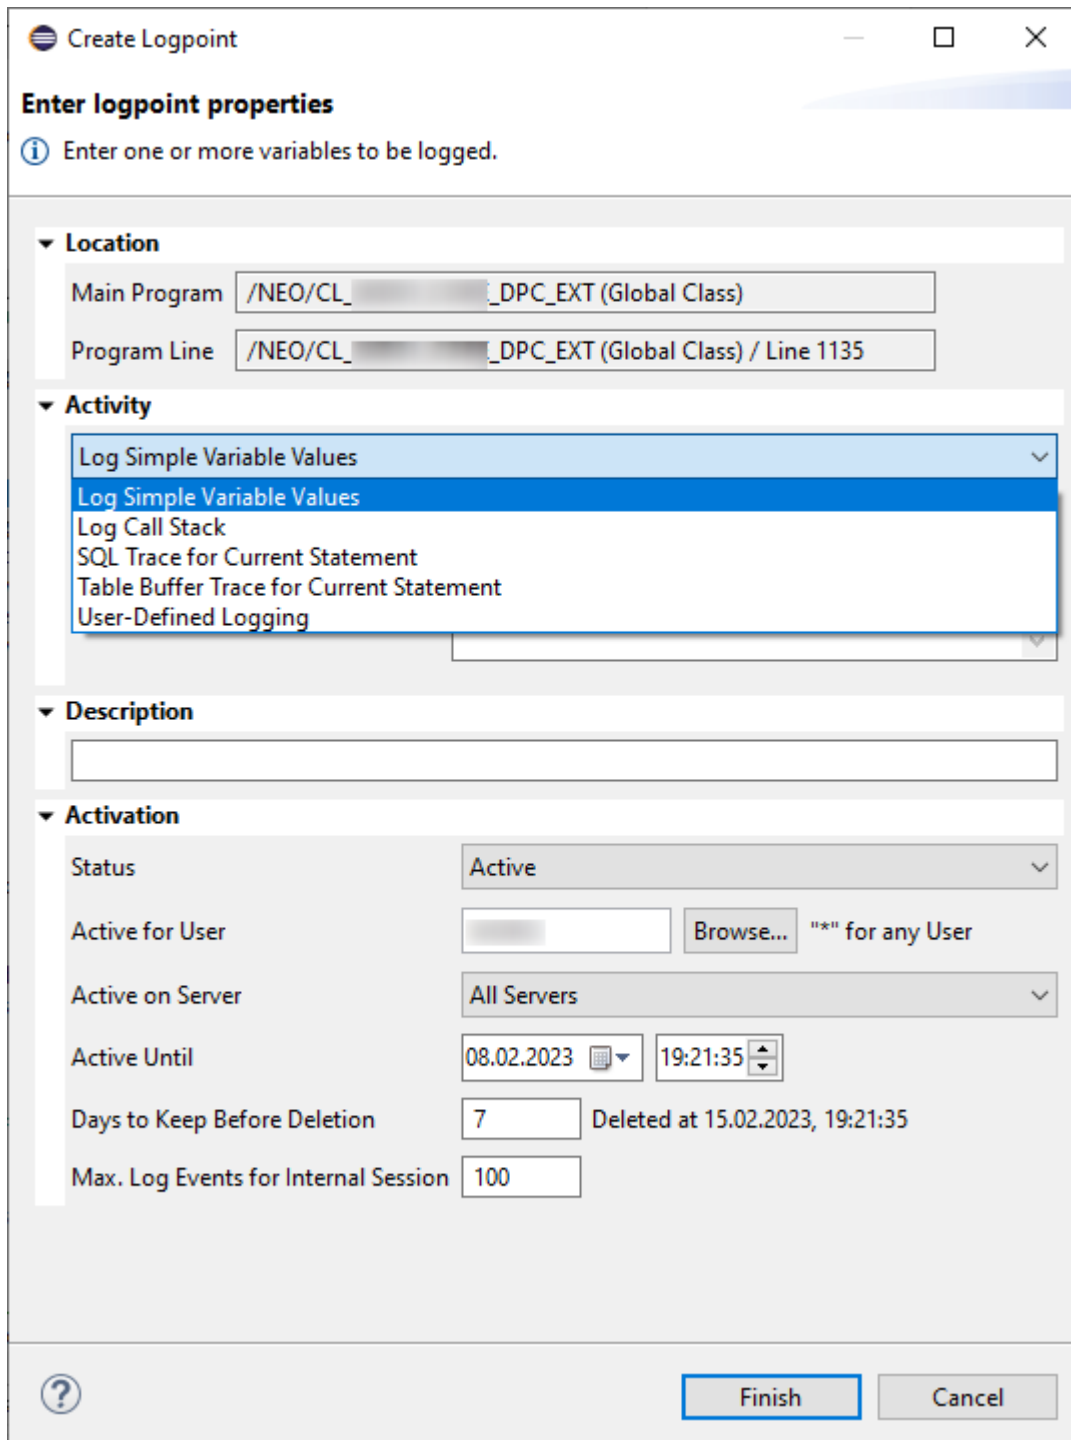 Create Logpoint
Enter logpoint properties
Enter one or more variables to be logged.
Location
Main Program /NEO/CL_ _DPC_EXT (Global Class)
Program Line /NEO/CL_ _DPC_EXT (Global Class) / Line 1135
Activity
Log Simple Variable Values
Log Simple Variable Values
Log Call Stack
SQL Trace for Current Statement
Table Buffer Trace for Current Statement
User-Defined Logging
Description
Activation
Status Active
Active for User Browse... "*" for any User
Active on Server All Servers
Active Until 08.02.2023 19:21:35
Days to Keep Before Deletion 7 Deleted at 15.02.2023, 19:21:35
Max. Log Events for Internal Session 100
? Finish Cancel